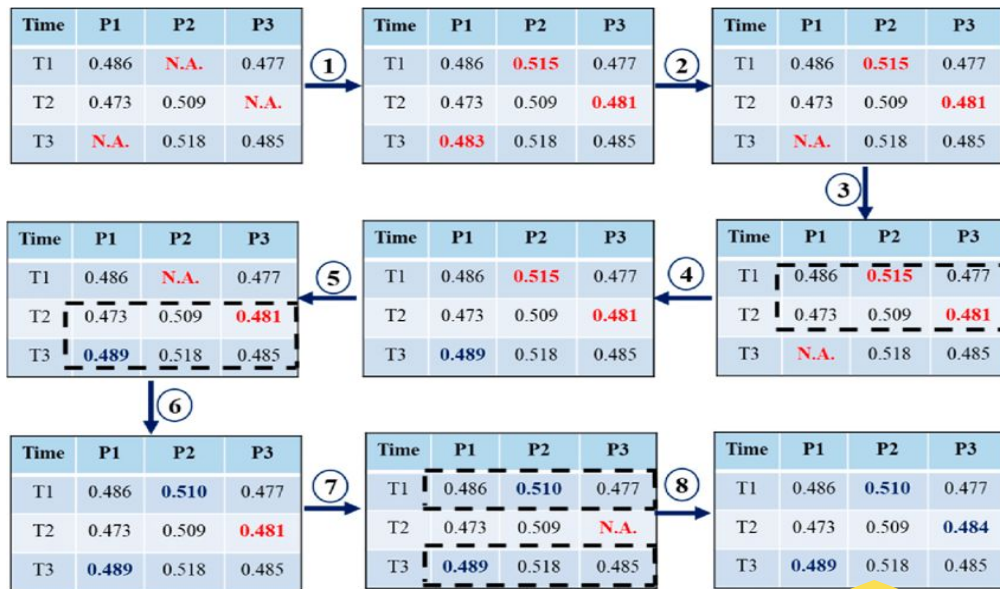 Time P1 P2 P3
T1 0.486 N.A. 0.477
T2 0.473 0.509 N.A.
T3 N.A. 0.518 0.485
1
Time P1 P2 P3
T1 0.486 0.515 0.477
T2 0.473 0.509 0.481
T3 0.483 0.518 0.485
2
Time P1 P2 P3
T1 0.486 0.515 0.477
T2 0.473 0.509 0.481
T3 N.A. 0.518 0.485
3
Time P1 P2 P3
T1 0.486 0.515 0.477
T2 0.473 0.509 0.481
T3 N.A. 0.518 0.485
4
Time P1 P2 P3
T1 0.486 0.515 0.477
T2 0.473 0.509 0.481
T3 0.489 0.518 0.485
5
Time P1 P2 P3
T1 0.486 N.A. 0.477
T2 0.473 0.509 0.481
T3 0.489 0.518 0.485
6
Time P1 P2 P3
T1 0.486 0.510 0.477
T2 0.473 0.509 0.481
T3 0.489 0.518 0.485
7
Time P1 P2 P3
T1 0.486 0.510 0.477
T2 0.473 0.509 N.A.
T3 0.489 0.518 0.485
8
Time P1 P2 P3
T1 0.486 0.510 0.477
T2 0.473 0.509 0.484
T3 0.489 0.518 0.485